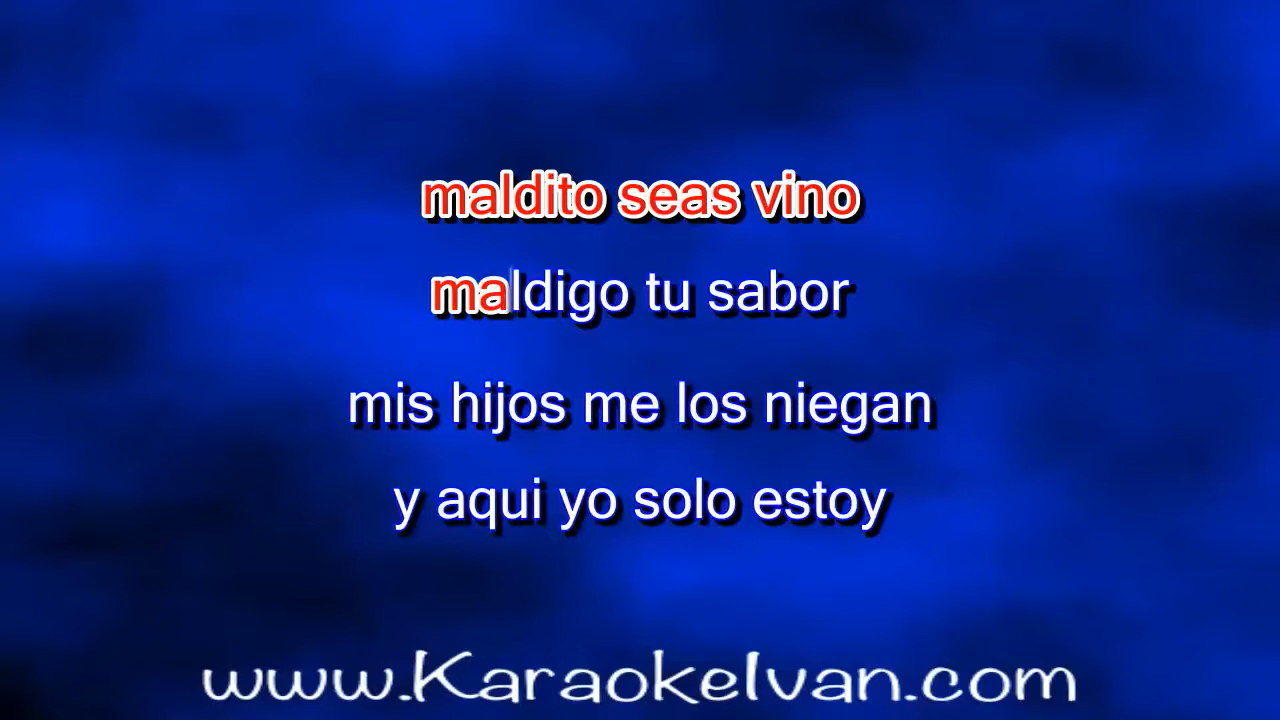 maldito seas vino
maldigo tu sabor
mis hijos me los niegan
y aqui yo solo estoy
www.KaraokeIvan.com